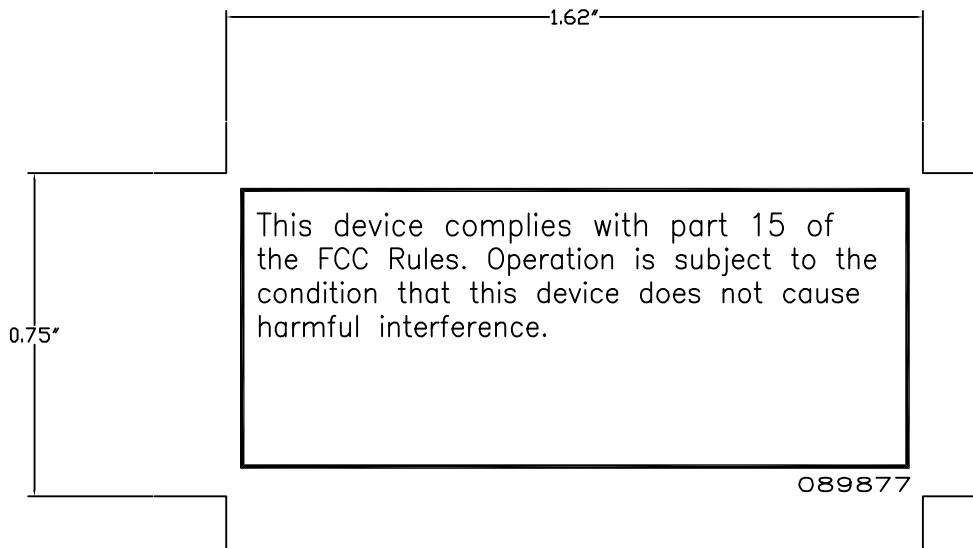 1.62"
This device complies with part 15 of
the FCC Rules. Operation is subject to the
condition that this device does not cause
harmful interference.
0.75"
089877